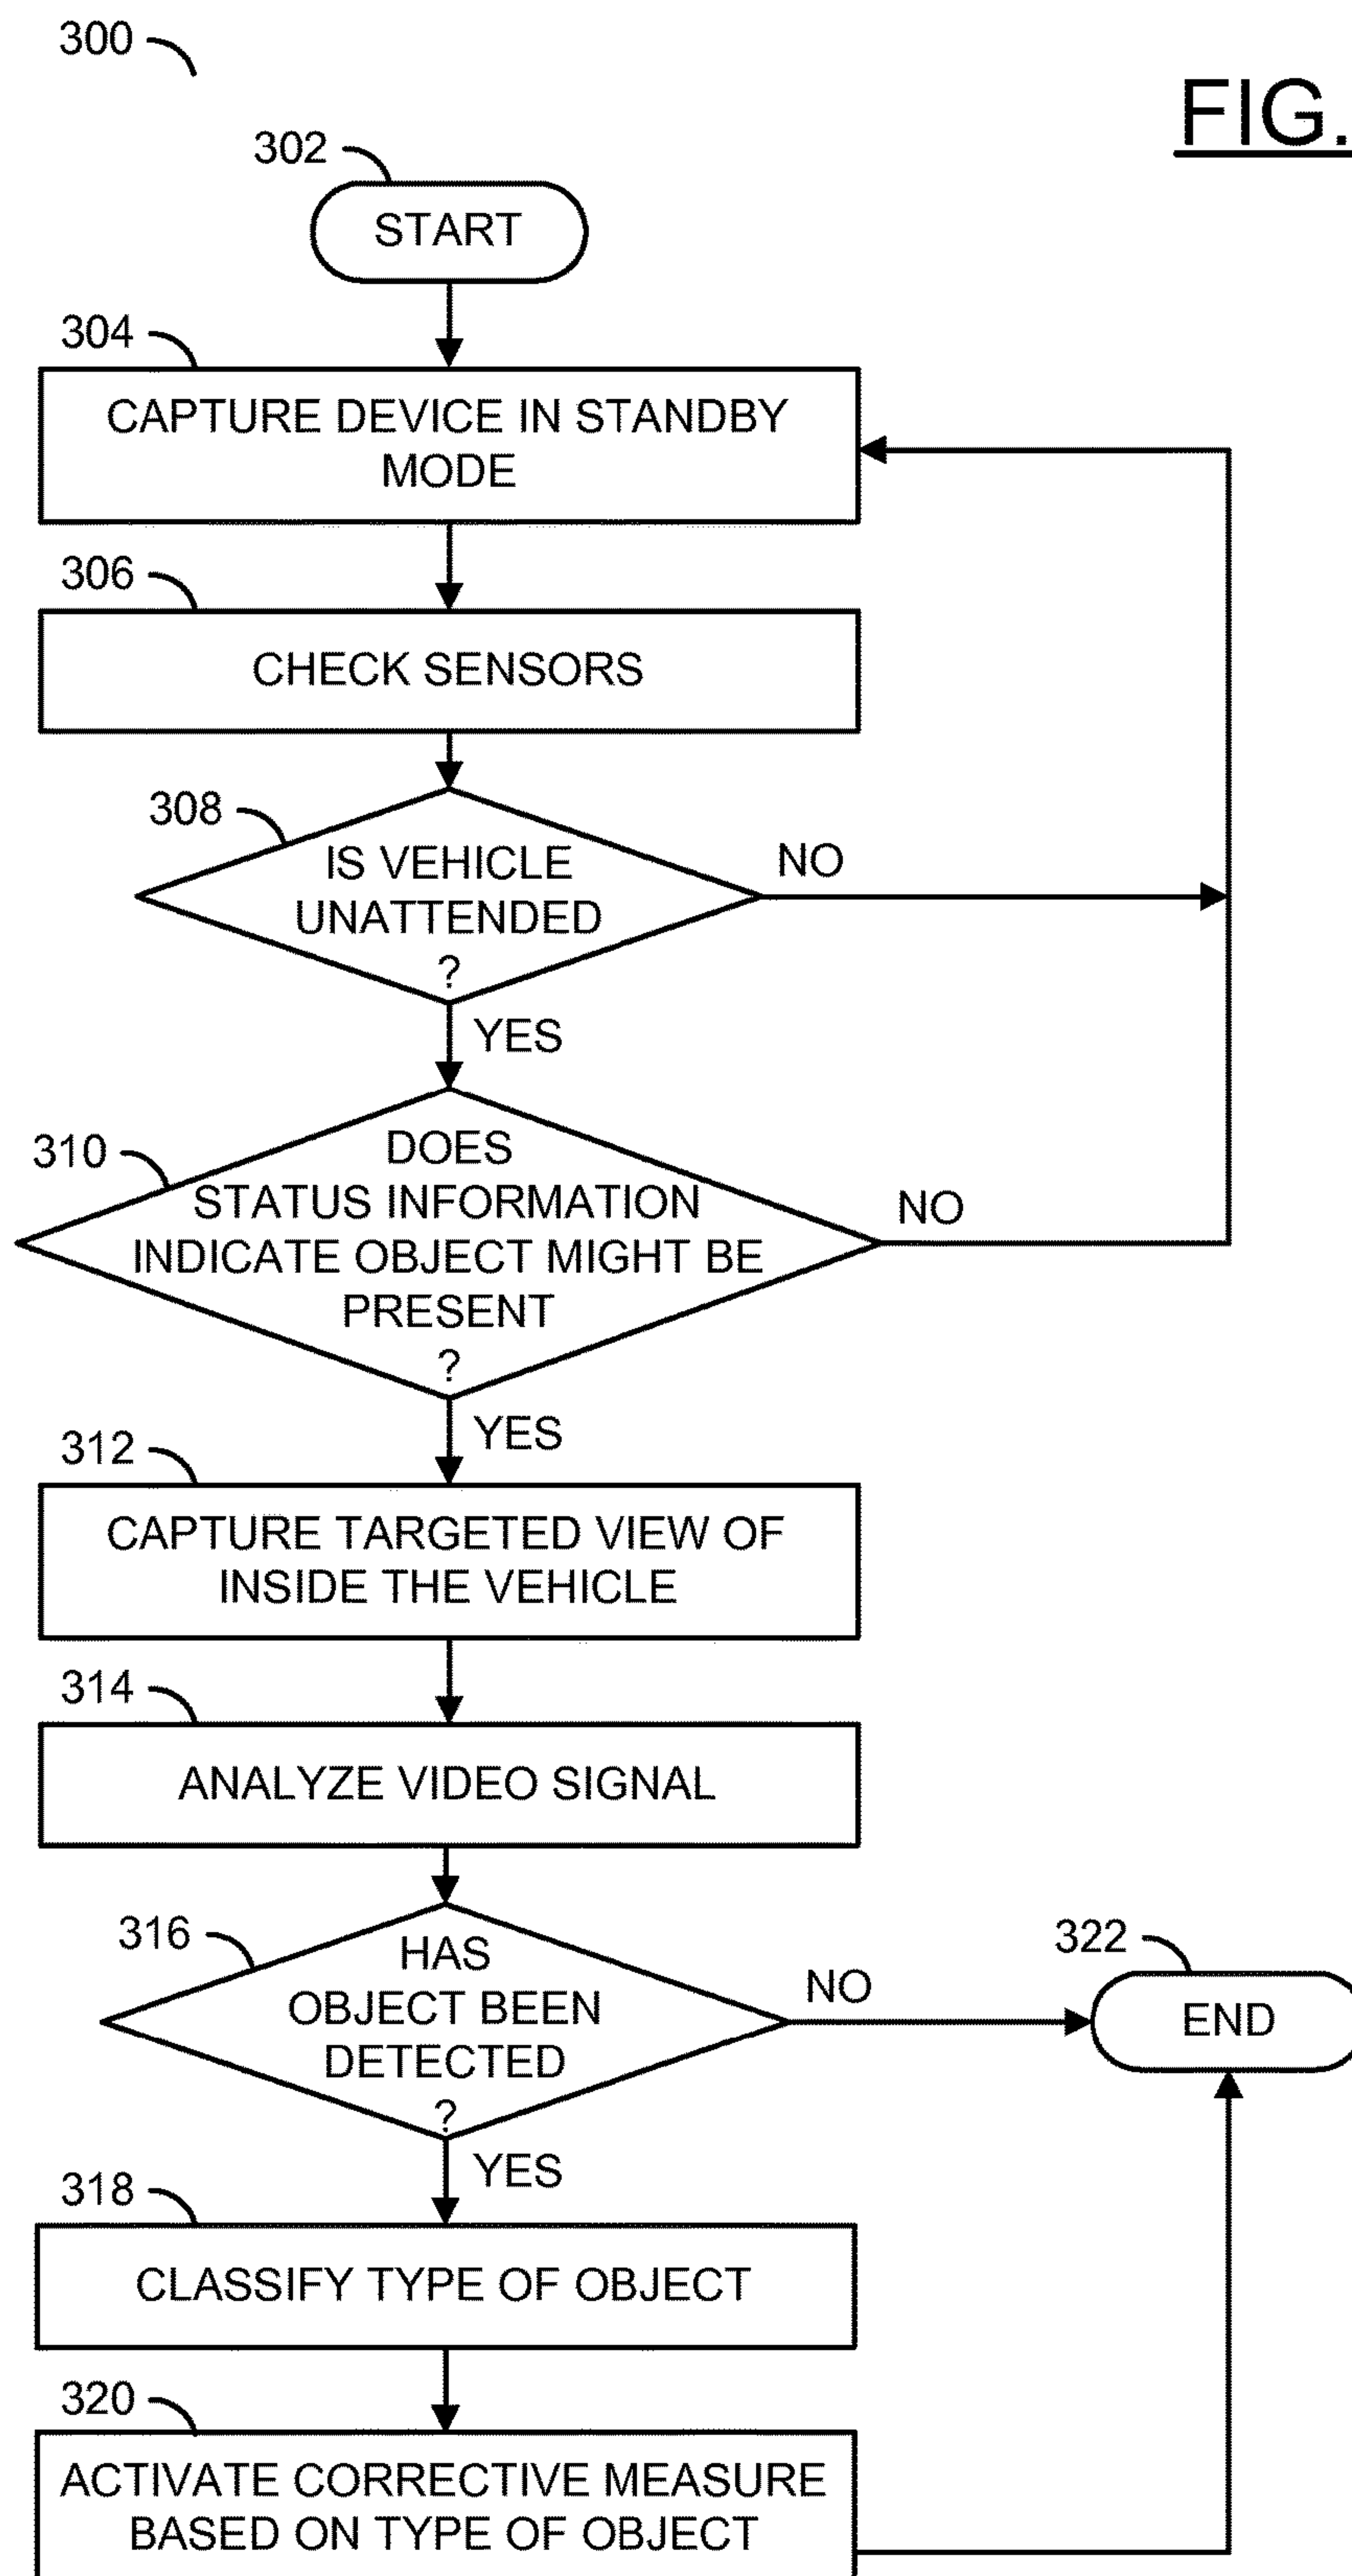 300
FIG.
302
START
304
CAPTURE DEVICE IN STANDBY
MODE
306
CHECK SENSORS
308
IS VEHICLE
UNATTENDED
?
NO
YES
310
DOES
STATUS INFORMATION
INDICATE OBJECT MIGHT BE
PRESENT
?
NO
YES
312
CAPTURE TARGETED VIEW OF
INSIDE THE VEHICLE
314
ANALYZE VIDEO SIGNAL
316
HAS
OBJECT BEEN
DETECTED
?
NO
322
END
YES
318
CLASSIFY TYPE OF OBJECT
320
ACTIVATE CORRECTIVE MEASURE
BASED ON TYPE OF OBJECT